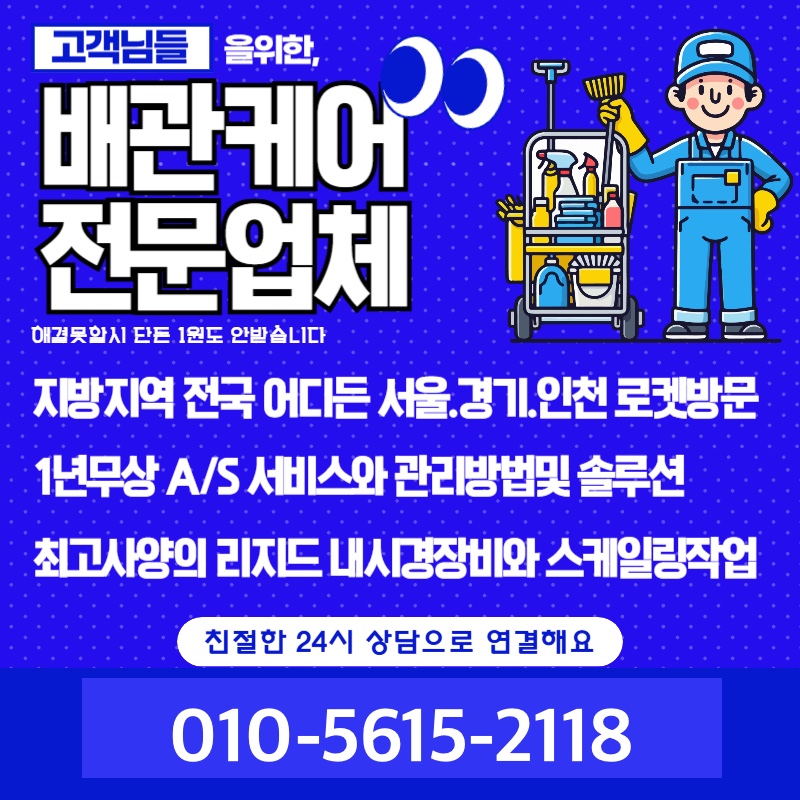 고객님들 을위한,
배관케어
전문업체
해결못할시 단돈 1원도 안받습니다
지방지역 전국 어디든 서울.경기.인천 로켓방문
1년무상 A/S 서비스와 관리방법및 솔루션
최고사양의 리지드 내시경장비와 스케일링작업
친절한 24시 상담으로 연결해요
010-5615-2118